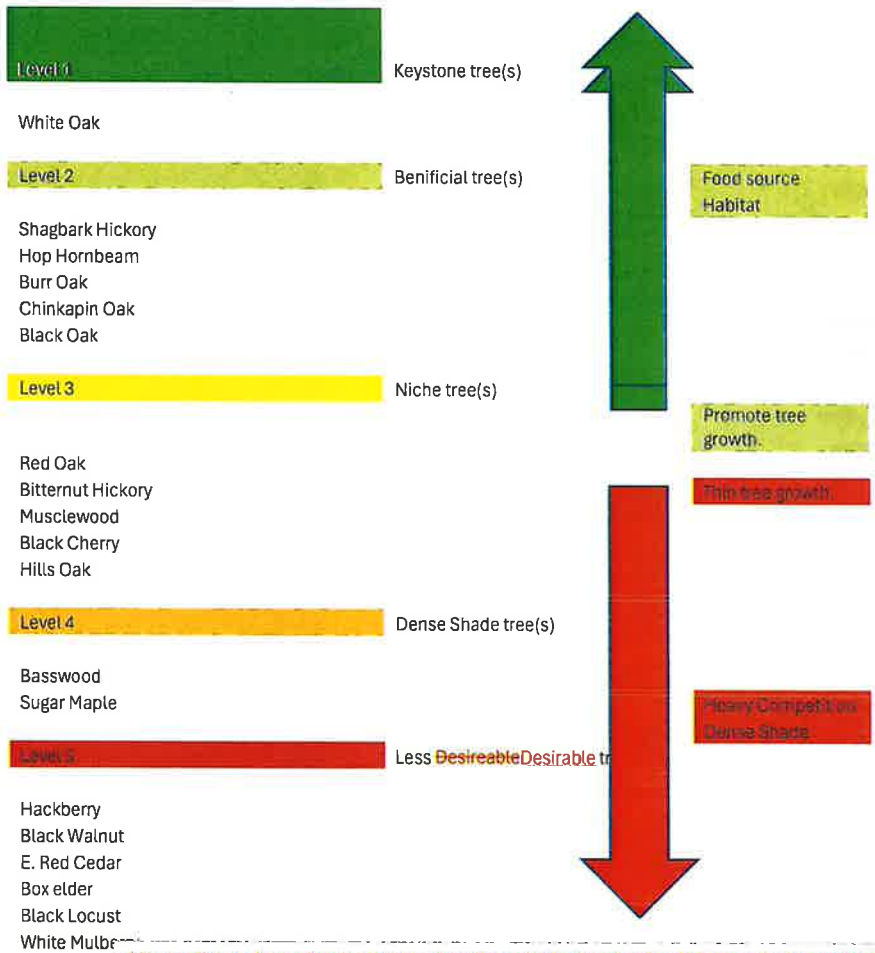 Level 1
Keystone tree(s)
White Oak
Level 2
Benificial tree(s)
Food source
Habitat
Shagbark Hickory
Hop Hornbeam
Burr Oak
Chinkapin Oak
Black Oak
Level 3
Niche tree(s)
Promote tree
growth.
Red Oak
Bitternut Hickory
Musclewood
Black Cherry
Hills Oak
Thin tree growth.
Level 4
Dense Shade tree(s)
Basswood
Sugar Maple
Heavy Competition
Dense Shade
Level 5
Less DesireableDesirable tr
Hackberry
Black Walnut
E. Red Cedar
Box elder
Black Locust
White